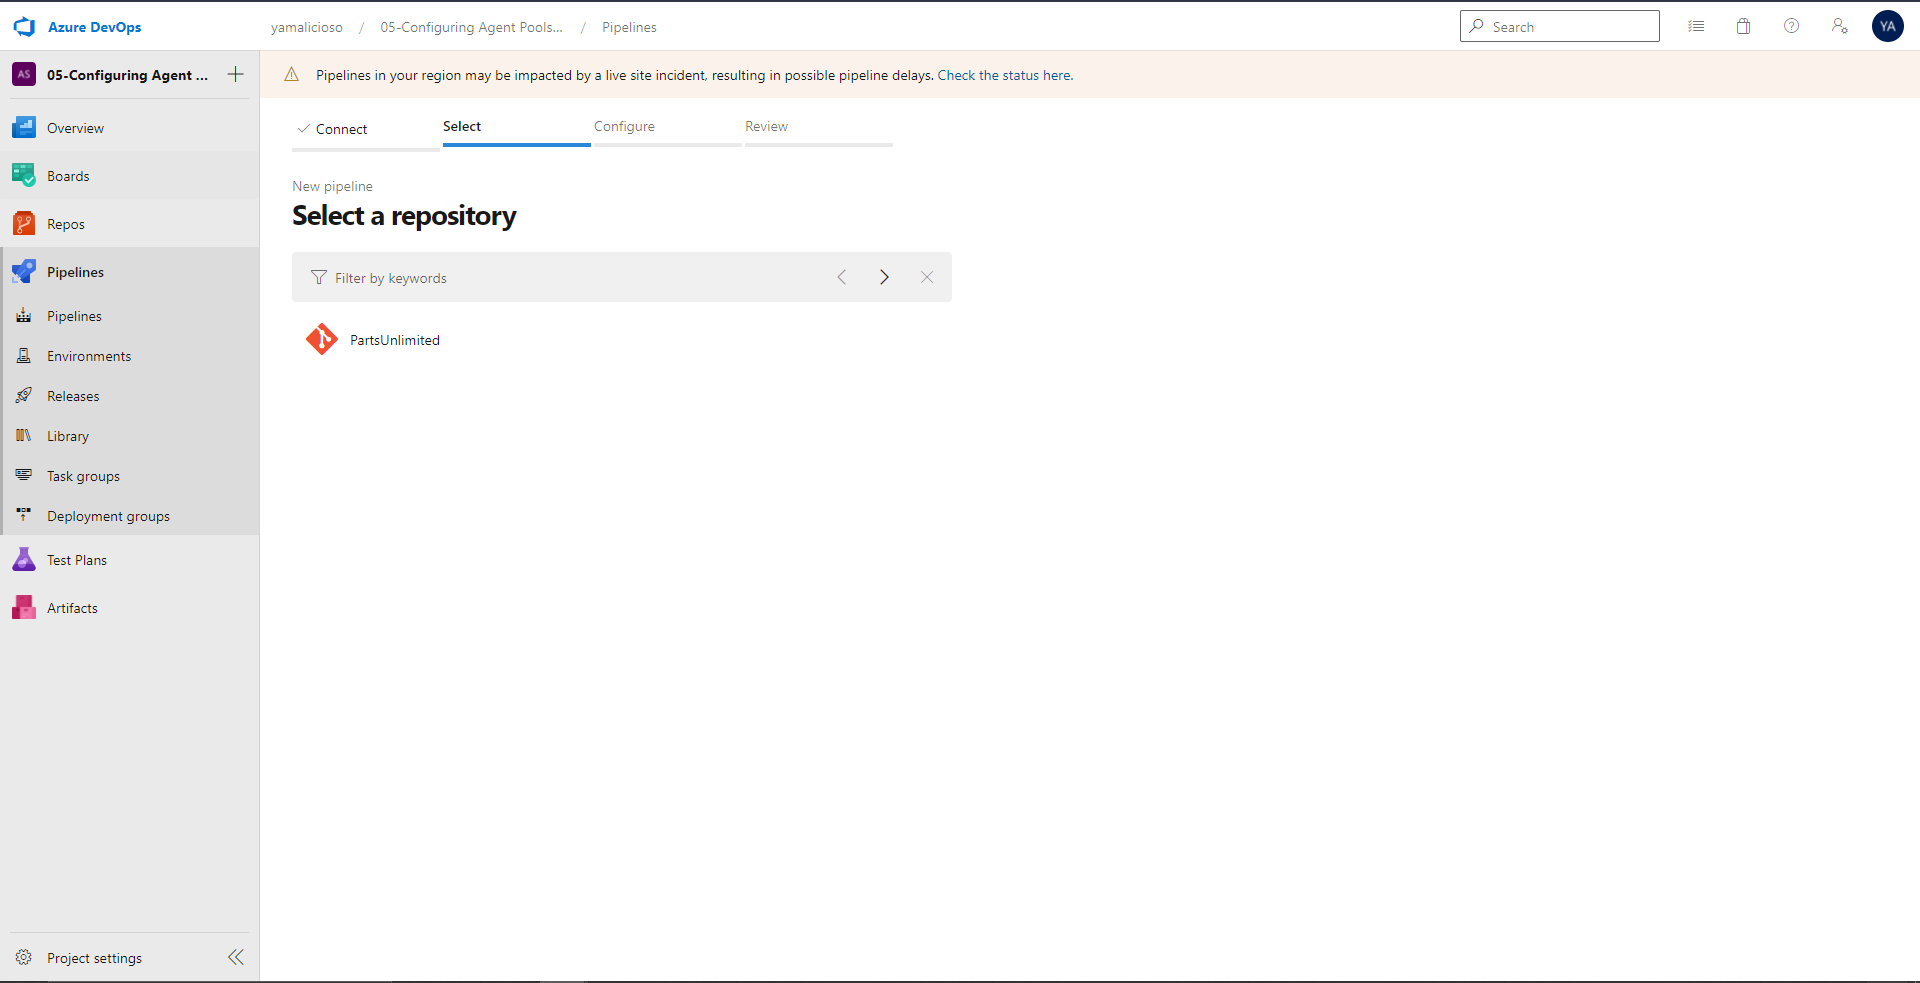 Azure DevOps
yamalicioso / 05-Configuring Agent Pools... / Pipelines
Search
YA
AS
05-Configuring Agent ...
Pipelines in your region may be impacted by a live site incident, resulting in possible pipeline delays. Check the status here.
Overview
Boards
Repos
Pipelines
Pipelines
Environments
Releases
Library
Task groups
Deployment groups
Test Plans
Artifacts
Project settings
Connect
Select
Configure
Review
New pipeline
Select a repository
Filter by keywords
PartsUnlimited